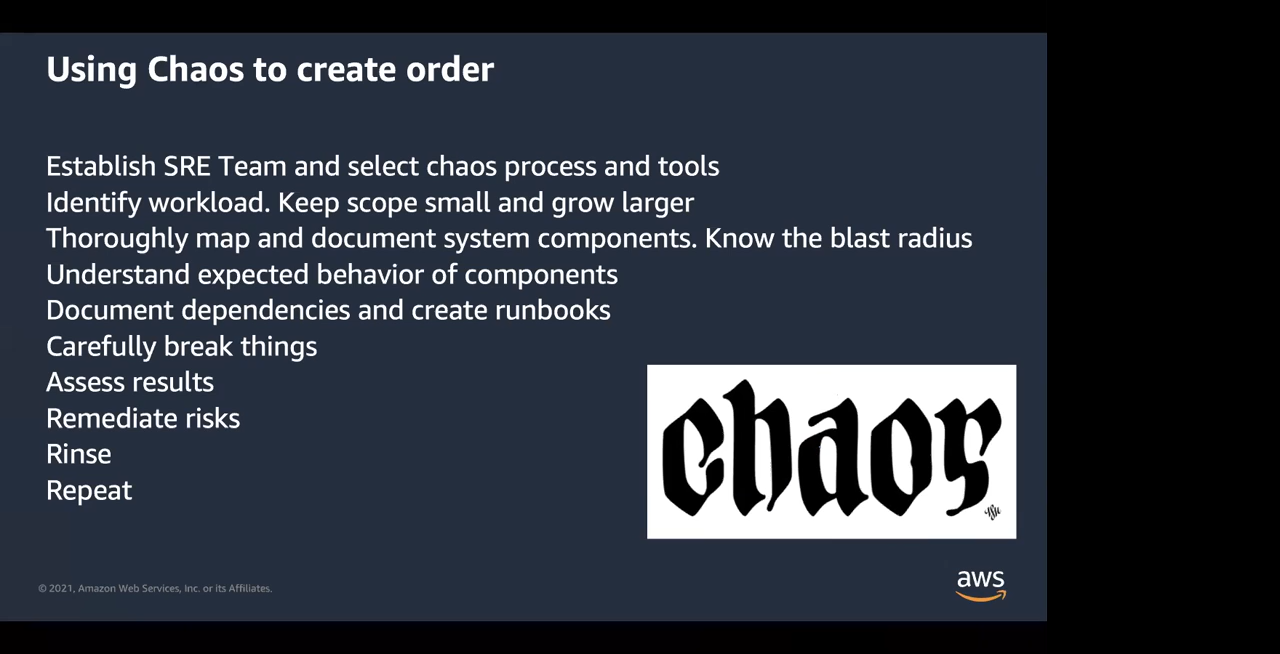 Using Chaos to create order
Establish SRE Team and select chaos process and tools
Identify workload. Keep scope small and grow larger
Thoroughly map and document system components. Know the blast radius
Understand expected behavior of components
Document dependencies and create runbooks
Carefully break things
Assess results
Remediate risks
Rinse
Repeat
chaos
© 2021, Amazon Web Services, Inc. or its Affiliates.
aws